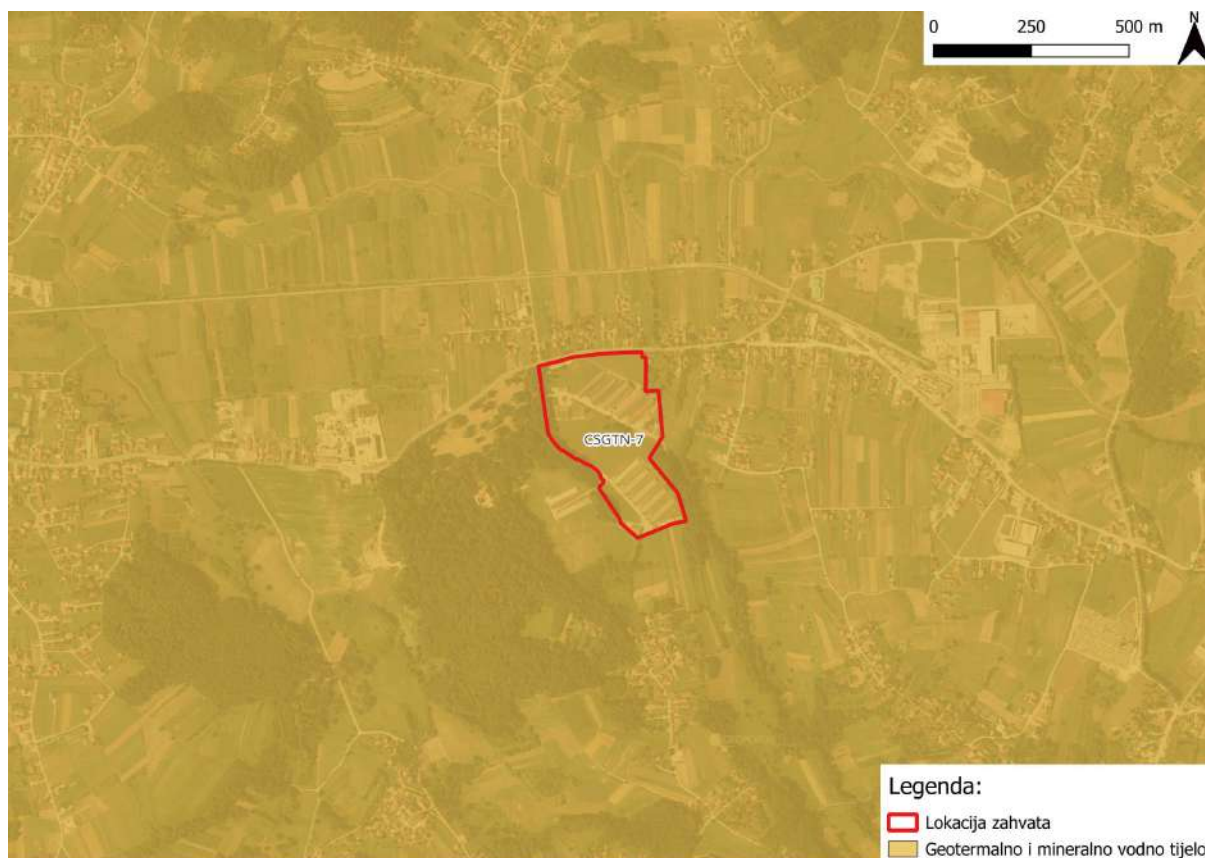 0 250 500 m
N
CSGTN-7
Legenda:
Lokacija zahvata
Geotermalno i mineralno vodno tijelo